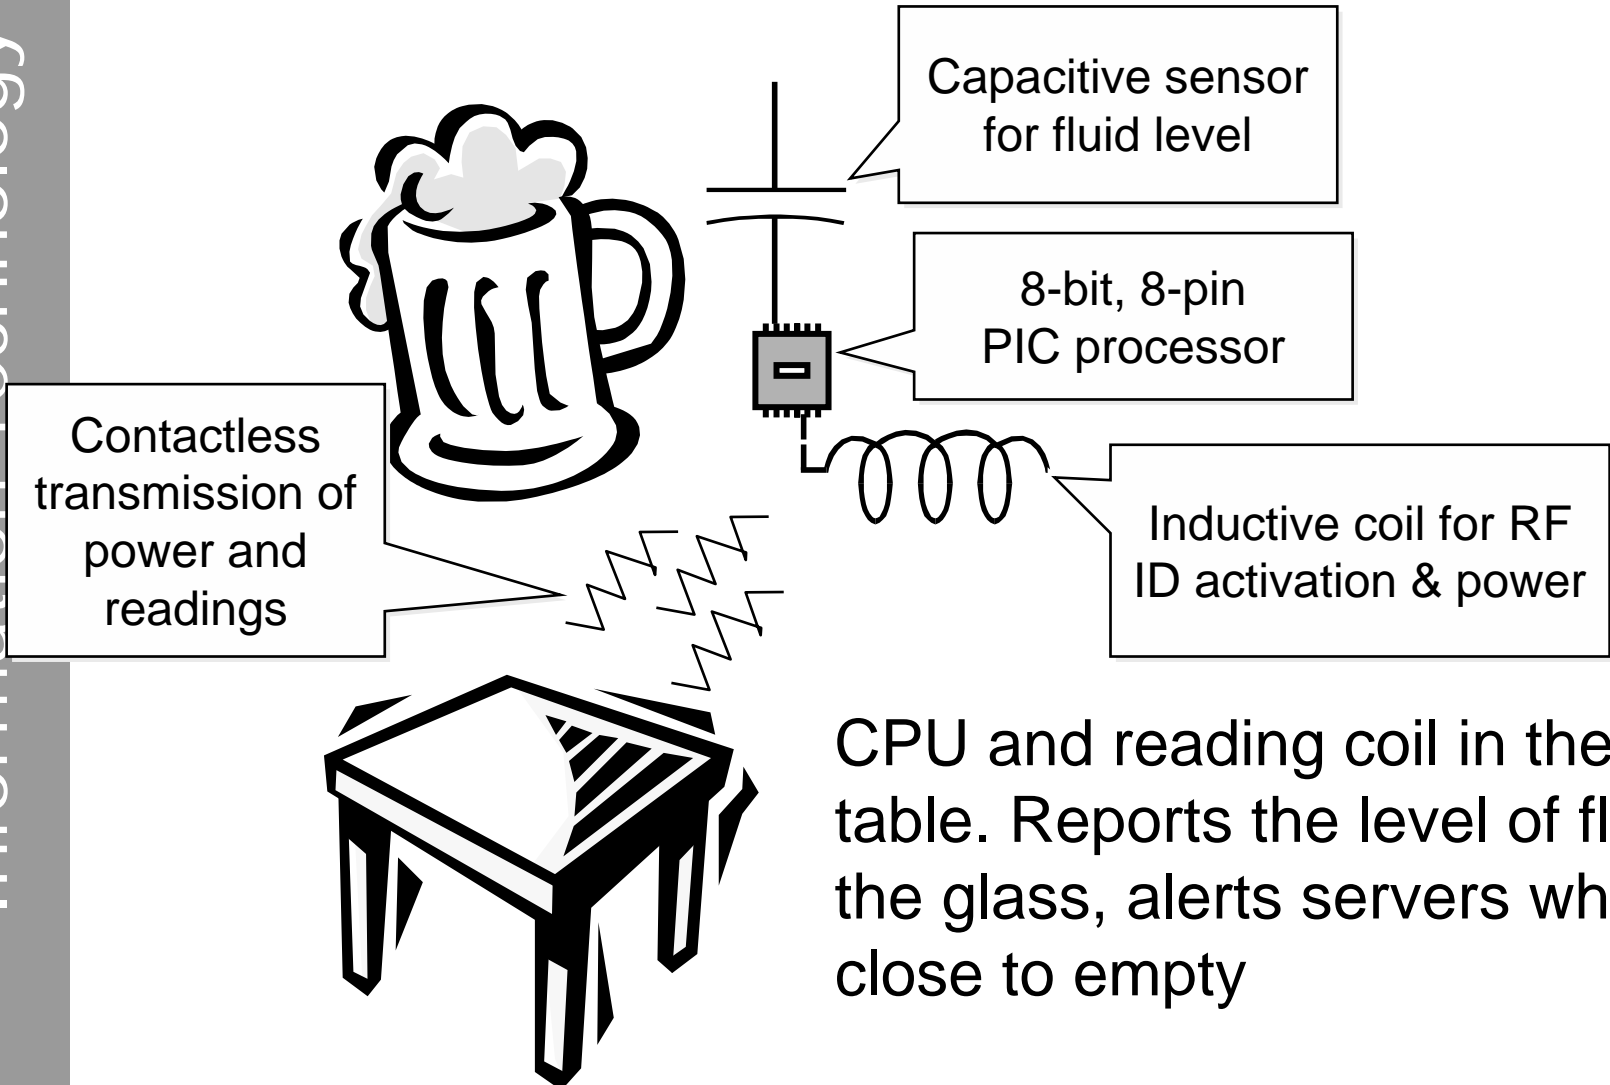 Capacitive sensor
for fluid level
8-bit, 8-pin
PIC processor
Contactless
transmission of
power and
readings
Inductive coil for RF
ID activation & power
CPU and reading coil in the
table. Reports the level of
the glass, alerts servers
close to empty